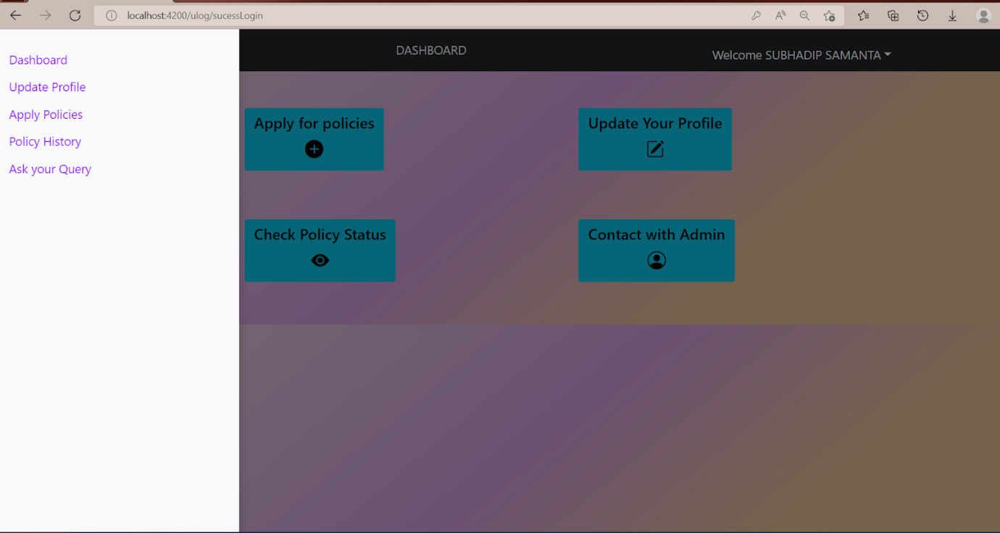 localhost:4200/ulog/sucessLogin
Dashboard
Update Profile
Apply Policies
Policy History
Ask your Query
DASHBOARD
Welcome SUBHADIP SAMANTA
Apply for policies
Update Your Profile
Check Policy Status
Contact with Admin